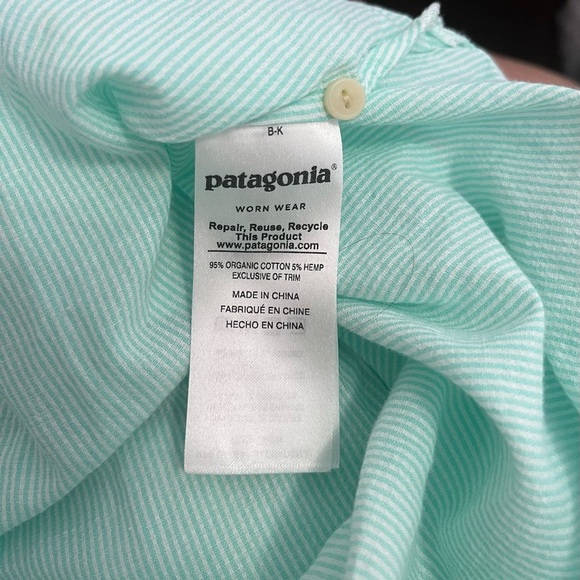 B-K
patagonia®
WORN WEAR
Repair, Reuse, Recycle
This Product
www.patagonia.com
95% ORGANIC COTTON 5% HEMP
EXCLUSIVE OF TRIM
MADE IN CHINA
FABRIQUÉ EN CHINE
HECHO EN CHINA